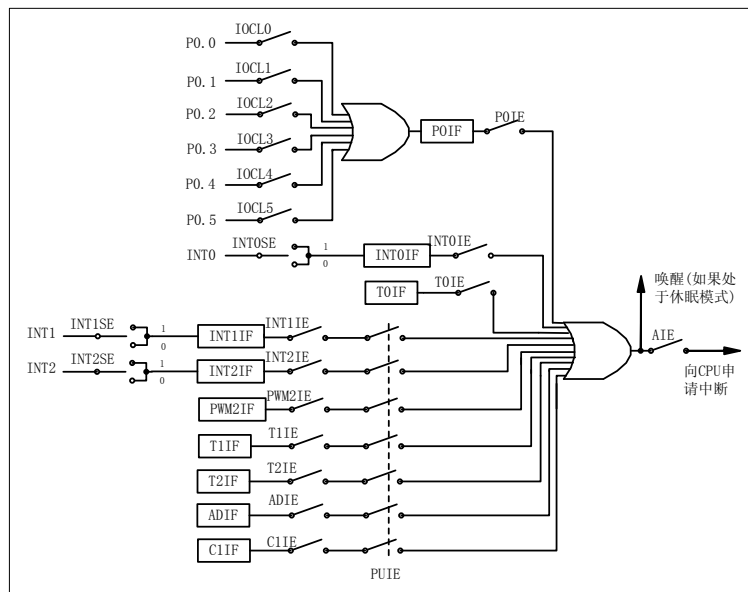 P0.0 IOCL0
P0.1 IOCL1
P0.2 IOCL2
P0.3 IOCL3
P0.4 IOCL4
P0.5 IOCL5
P0IF P0IE
INT0 INT0SE 1 0 INT0IF INT0IE
T0IF T0IE
INT1 INT1SE 1 0 INT1IF INT1IE
INT2 INT2SE 1 0 INT2IF INT2IE
PWM2IF PWM2IE
T1IF T1IE
T2IF T2IE
ADIF ADIE
C1IF C1IE
PUIE
唤醒(如果处
于休眠模式)
AIE
向CPU申
请中断